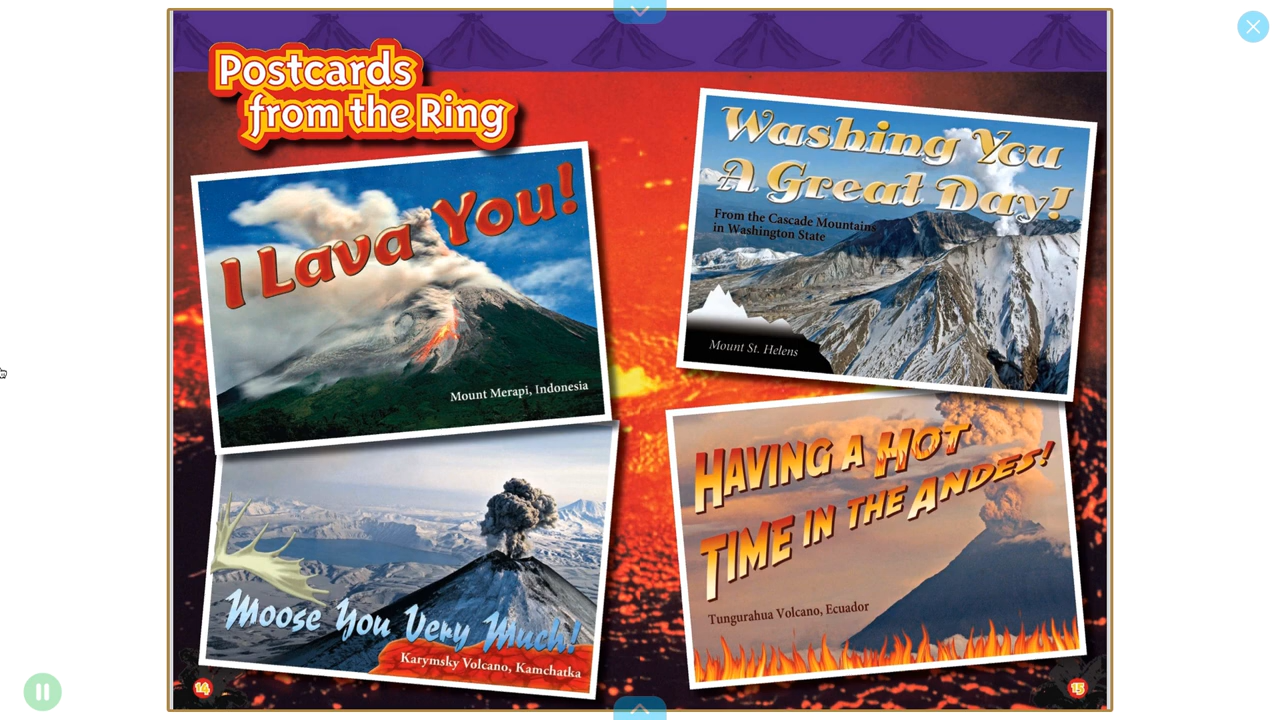 Postcards
from the Ring
I Lava You!
Mount Merapi, Indonesia
Moose You Very Much!
Karymsky Volcano, Kamchatka
14
Washing You
A Great Day!
From the Cascade Mountains
in Washington State
Mount St. Helens
HAVING A HOT
TIME IN THE ANDES!
Tungurahua Volcano, Ecuador
15